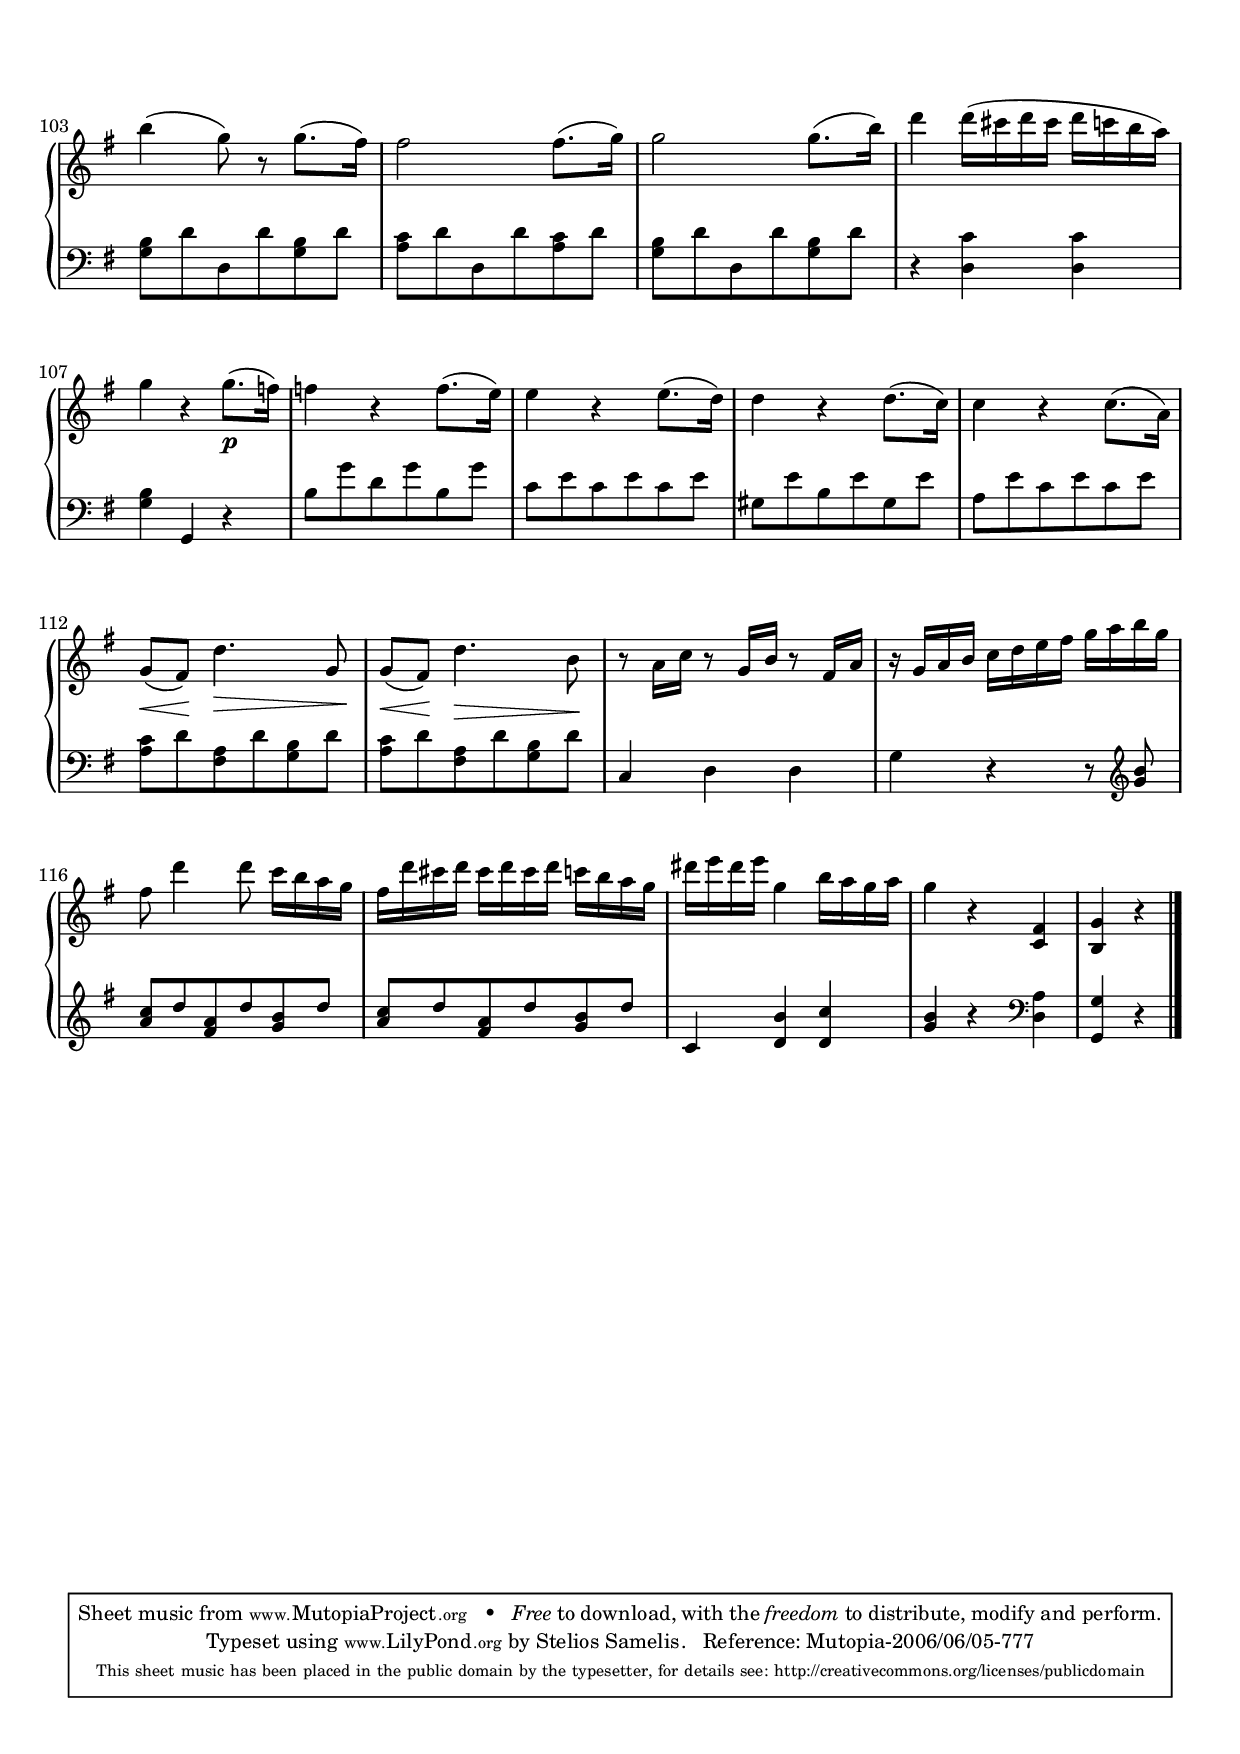 103
107
p
112
116
Sheet music from www.MutopiaProject.org • Free to download, with the freedom to distribute, modify and perform.
Typeset using www.LilyPond.org by Stelios Samelis. Reference: Mutopia-2006/06/05-777
This sheet music has been placed in the public domain by the typesetter, for details see: http://creativecommons.org/licenses/publicdomain